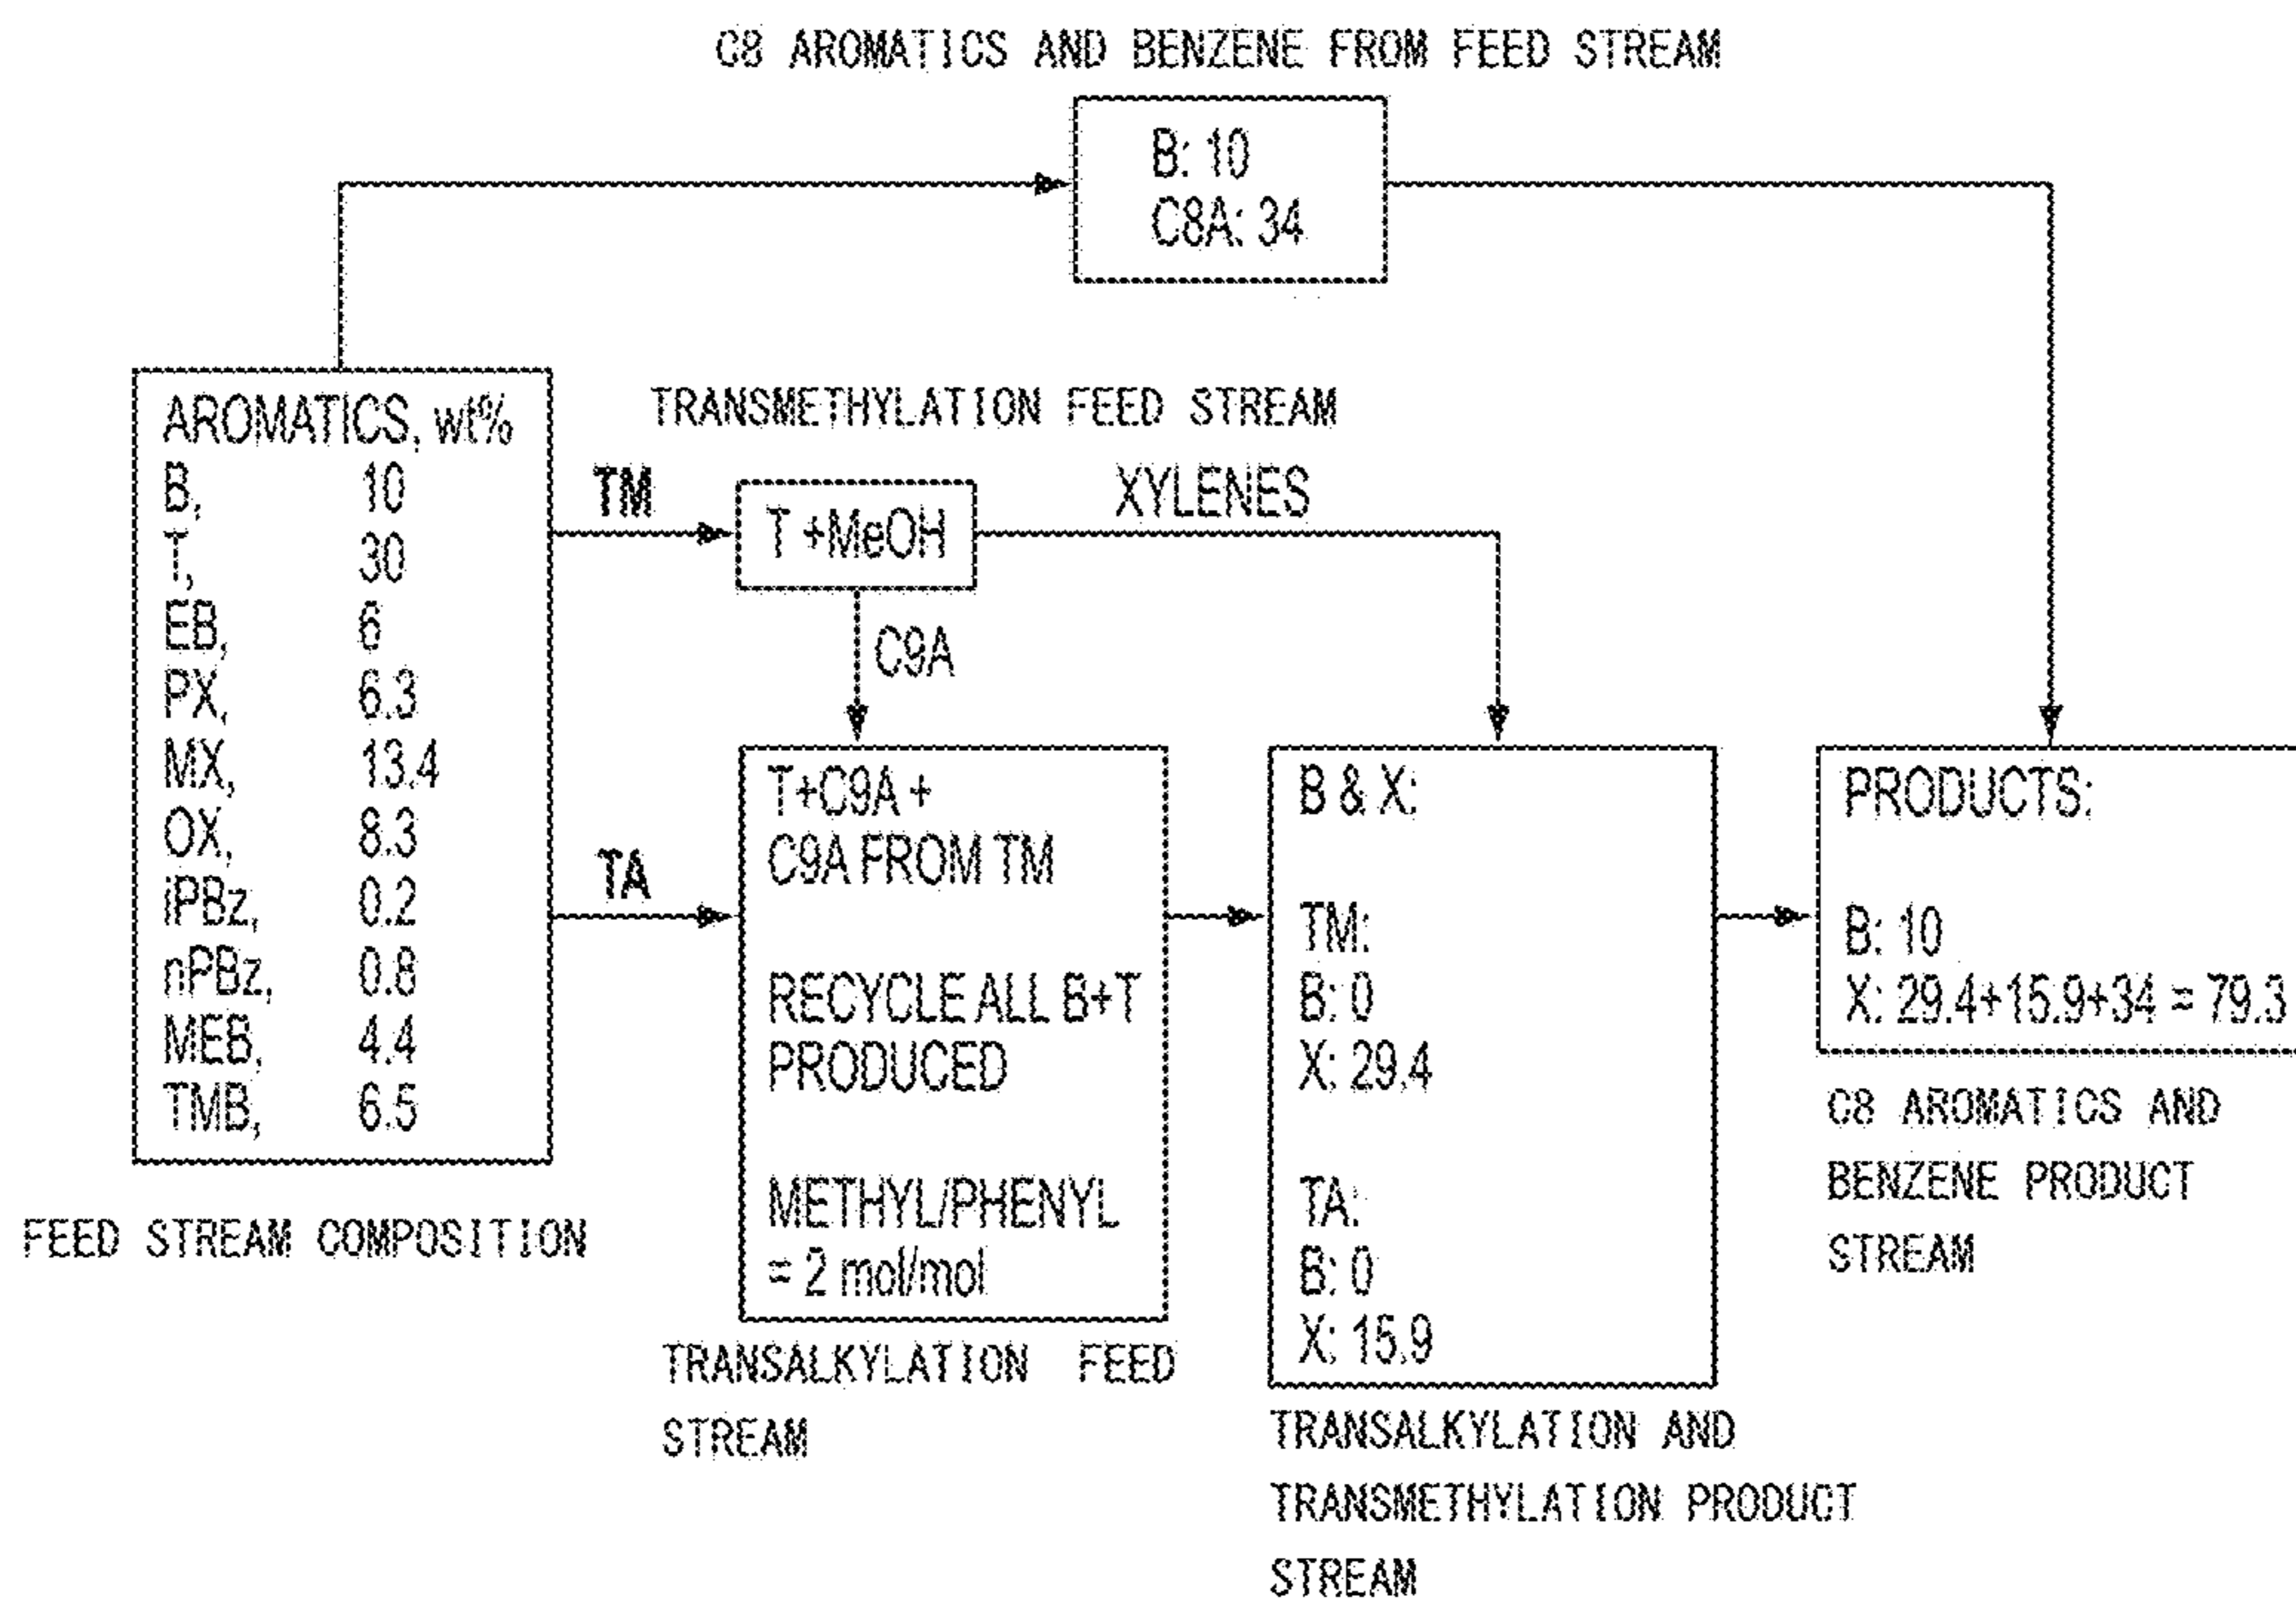 C8 AROMATICS AND BENZENE FROM FEED STREAM
B: 10
C8A: 34
AROMATICS, wt%
B, 10
T, 30
EB, 6
PX, 6.3
MX, 13.4
OX, 8.3
iPBz, 0.2
nPBz, 0.8
MEB, 4.4
TMB, 6.5
FEED STREAM COMPOSITION
TRANSMETHYLATION FEED STREAM
TM
T +MeOH
XYLENES
C9A
TA
T+C9A +
C9A FROM TM
RECYCLE ALL B+T
PRODUCED
METHYL/PHENYL
= 2 mol/mol
TRANSALKYLATION FEED
STREAM
B & X:
TM:
B: 0
X: 29.4
TA:
B: 0
X: 15.9
TRANSALKYLATION AND
TRANSMETHYLATION PRODUCT
STREAM
PRODUCTS:
B: 10
X: 29.4+15.9+34 = 79.3
C8 AROMATICS AND
BENZENE PRODUCT
STREAM